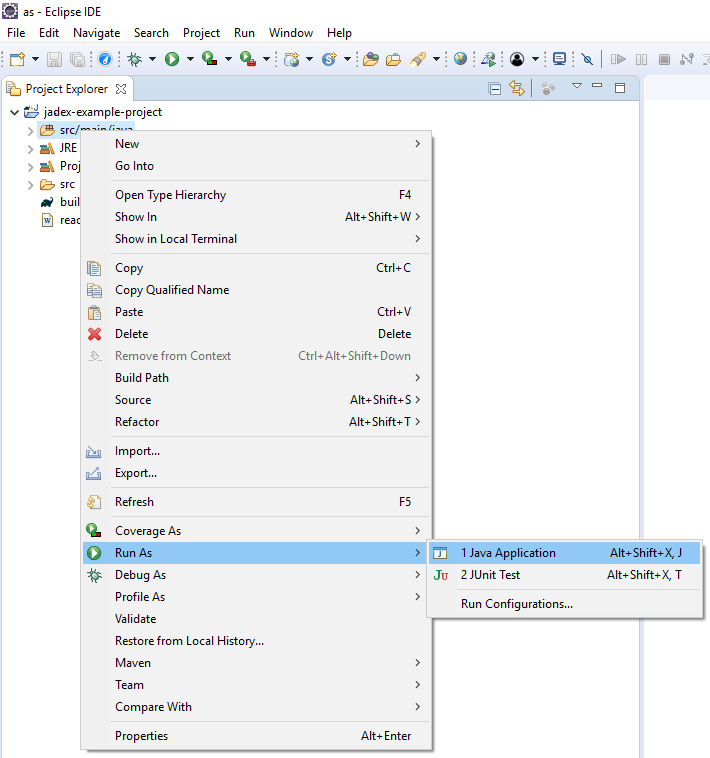 as - Eclipse IDE
File Edit Navigate Search Project Run Window Help
Project Explorer
jadex-example-project
src/main/java
JRE
Proj
src
buil
read
New
Go Into
Open Type Hierarchy F4
Show In Alt+Shift+W
Show in Local Terminal
Copy Ctrl+C
Copy Qualified Name
Paste Ctrl+V
Delete Delete
Remove from Context Ctrl+Alt+Shift+Down
Build Path
Source Alt+Shift+S
Refactor Alt+Shift+T
Import...
Export...
Refresh F5
Coverage As
Run As
1 Java Application Alt+Shift+X, J
Debug As
2 JUnit Test Alt+Shift+X, T
Profile As
Run Configurations...
Validate
Restore from Local History...
Maven
Team
Compare With
Properties Alt+Enter